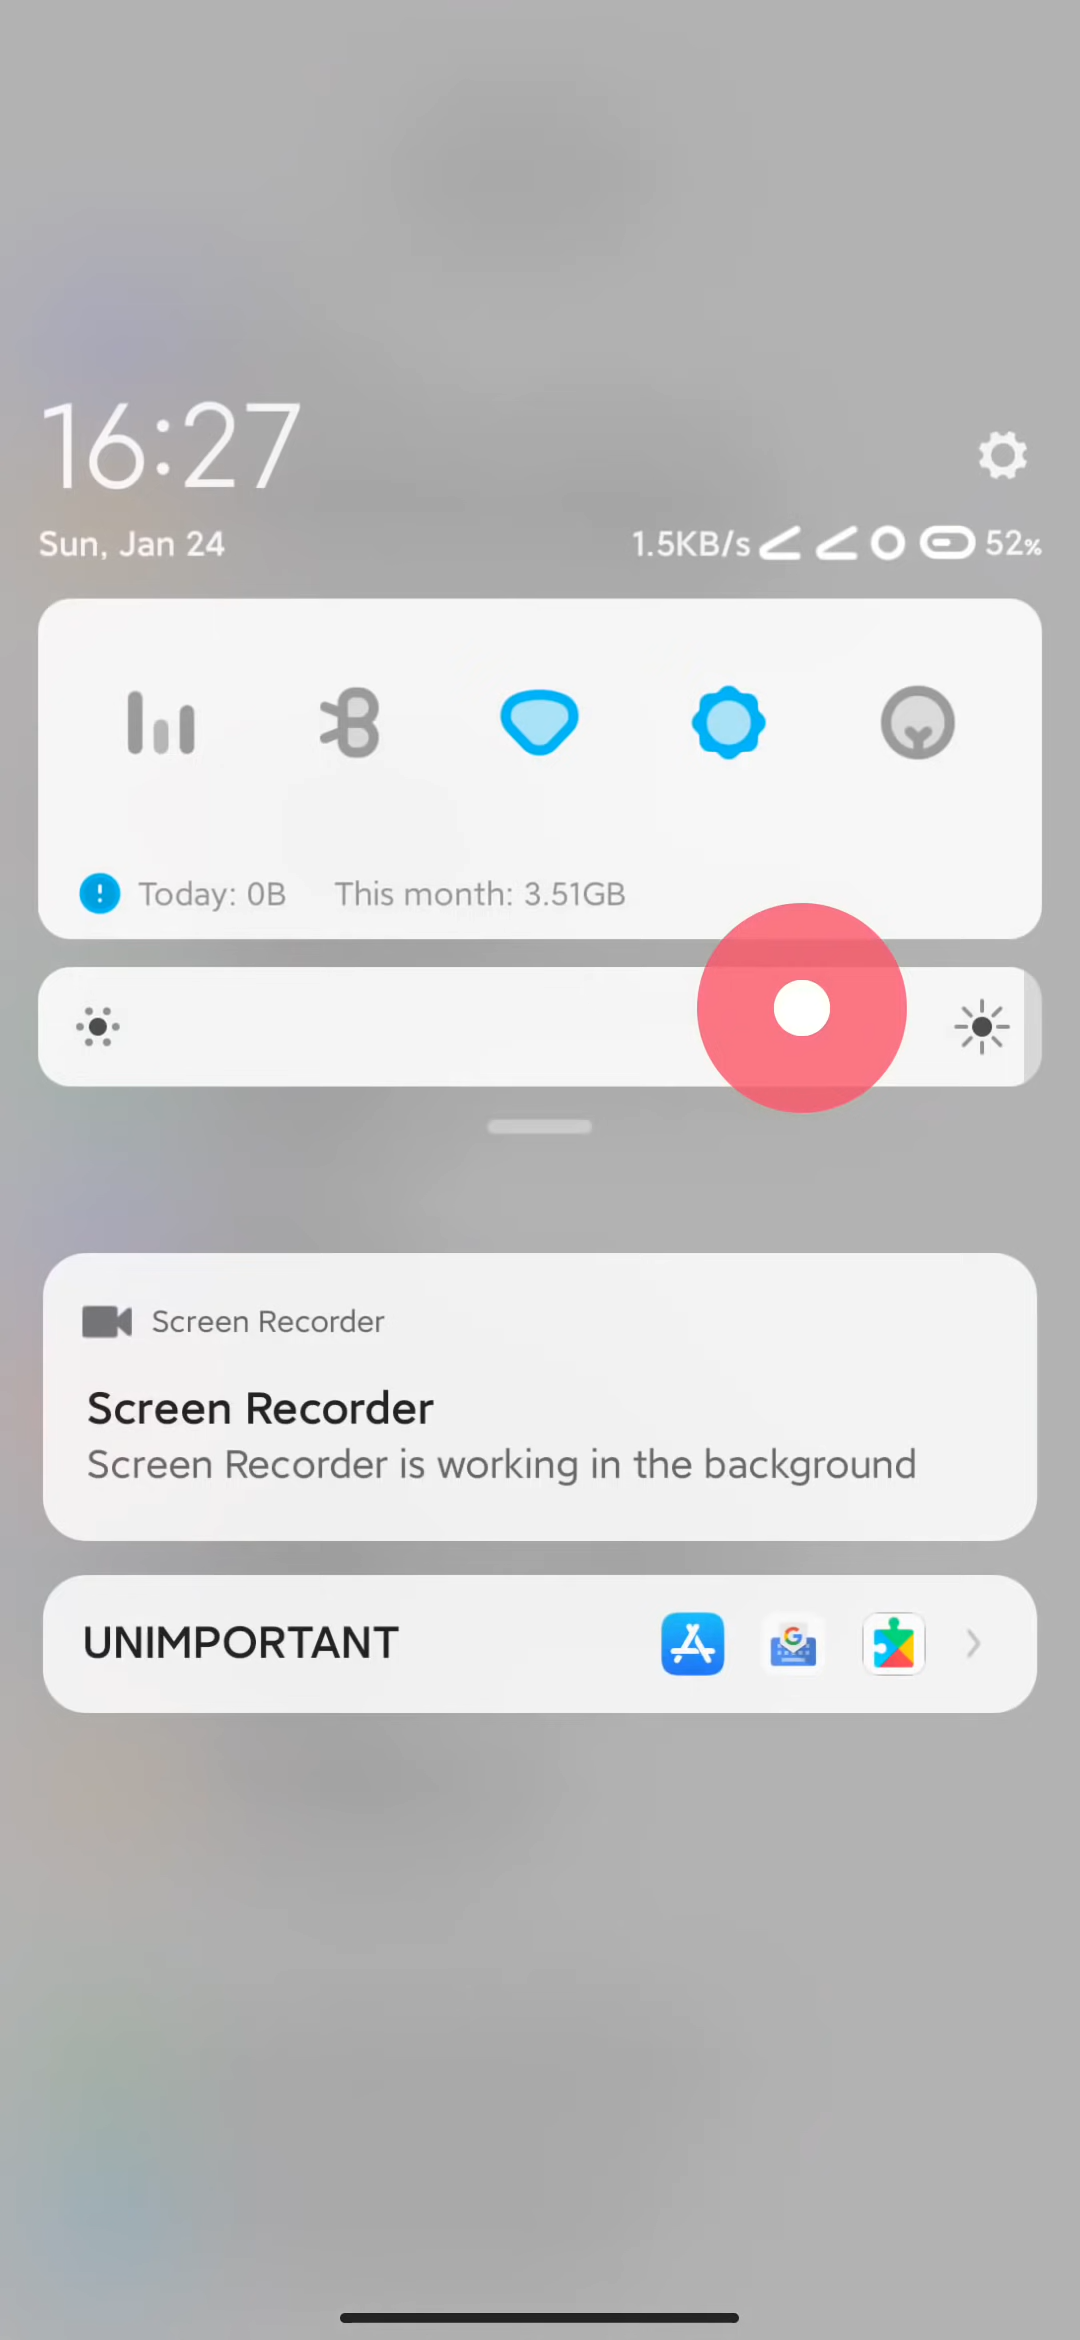 16:27
Sun, Jan 24
1.5KB/s 52%
Today: 0B This month: 3.51GB
Screen Recorder
Screen Recorder
Screen Recorder is working in the background
UNIMPORTANT